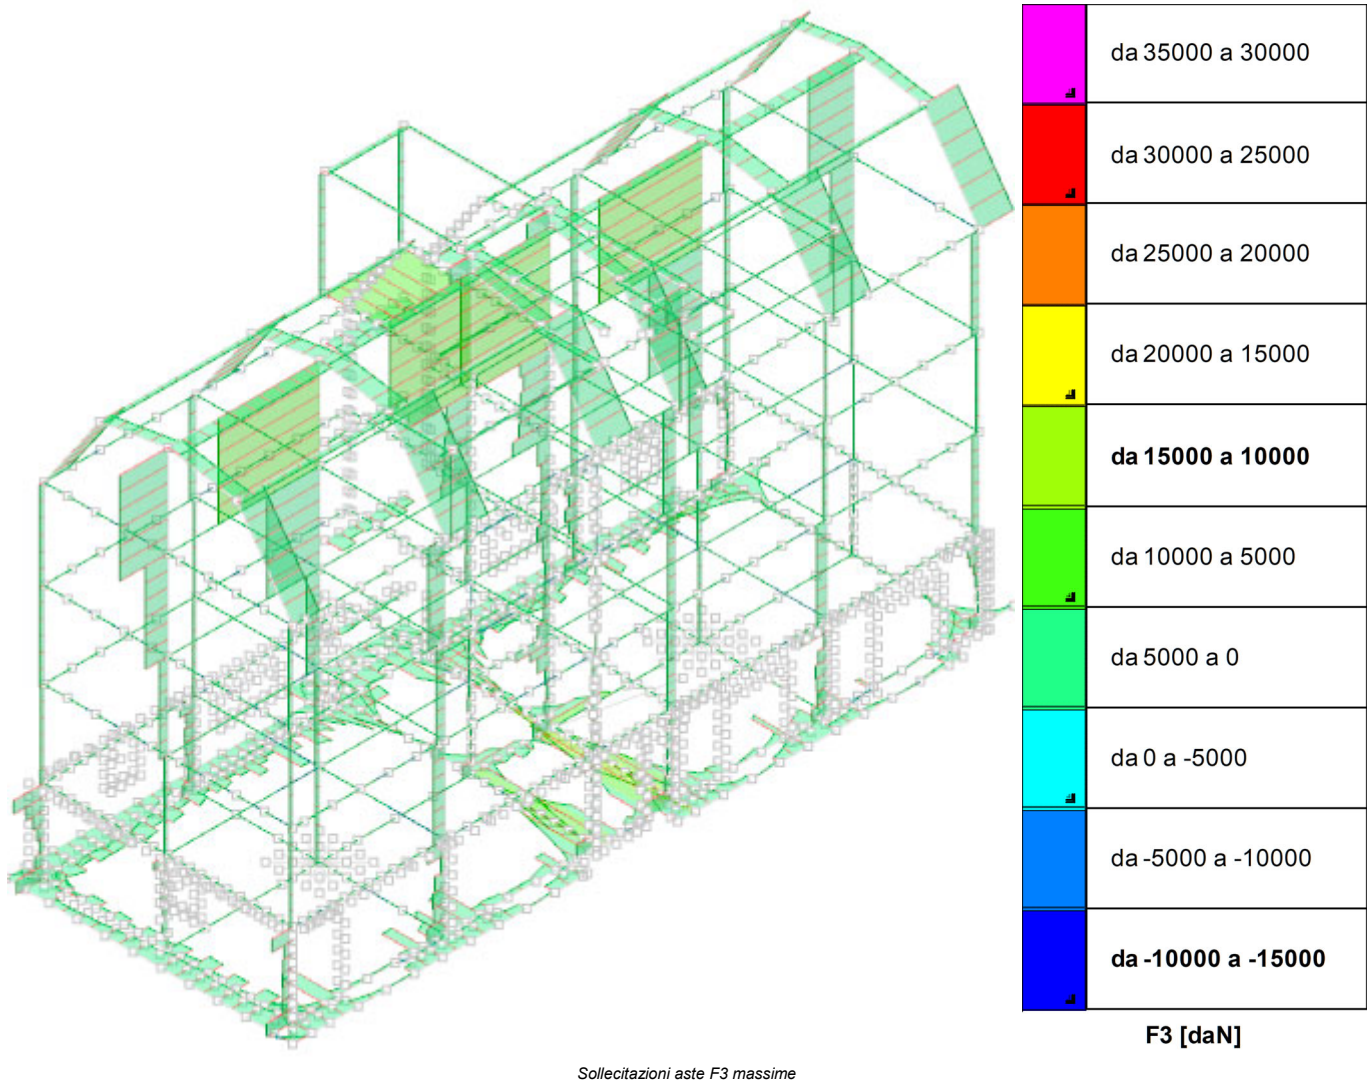 da 35000 a 30000
da 30000 a 25000
da 25000 a 20000
da 20000 a 15000
da 15000 a 10000
da 10000 a 5000
da 5000 a 0
da 0 a -5000
da -5000 a -10000
da -10000 a -15000
F3 [daN]
Sollecitazioni aste F3 massime